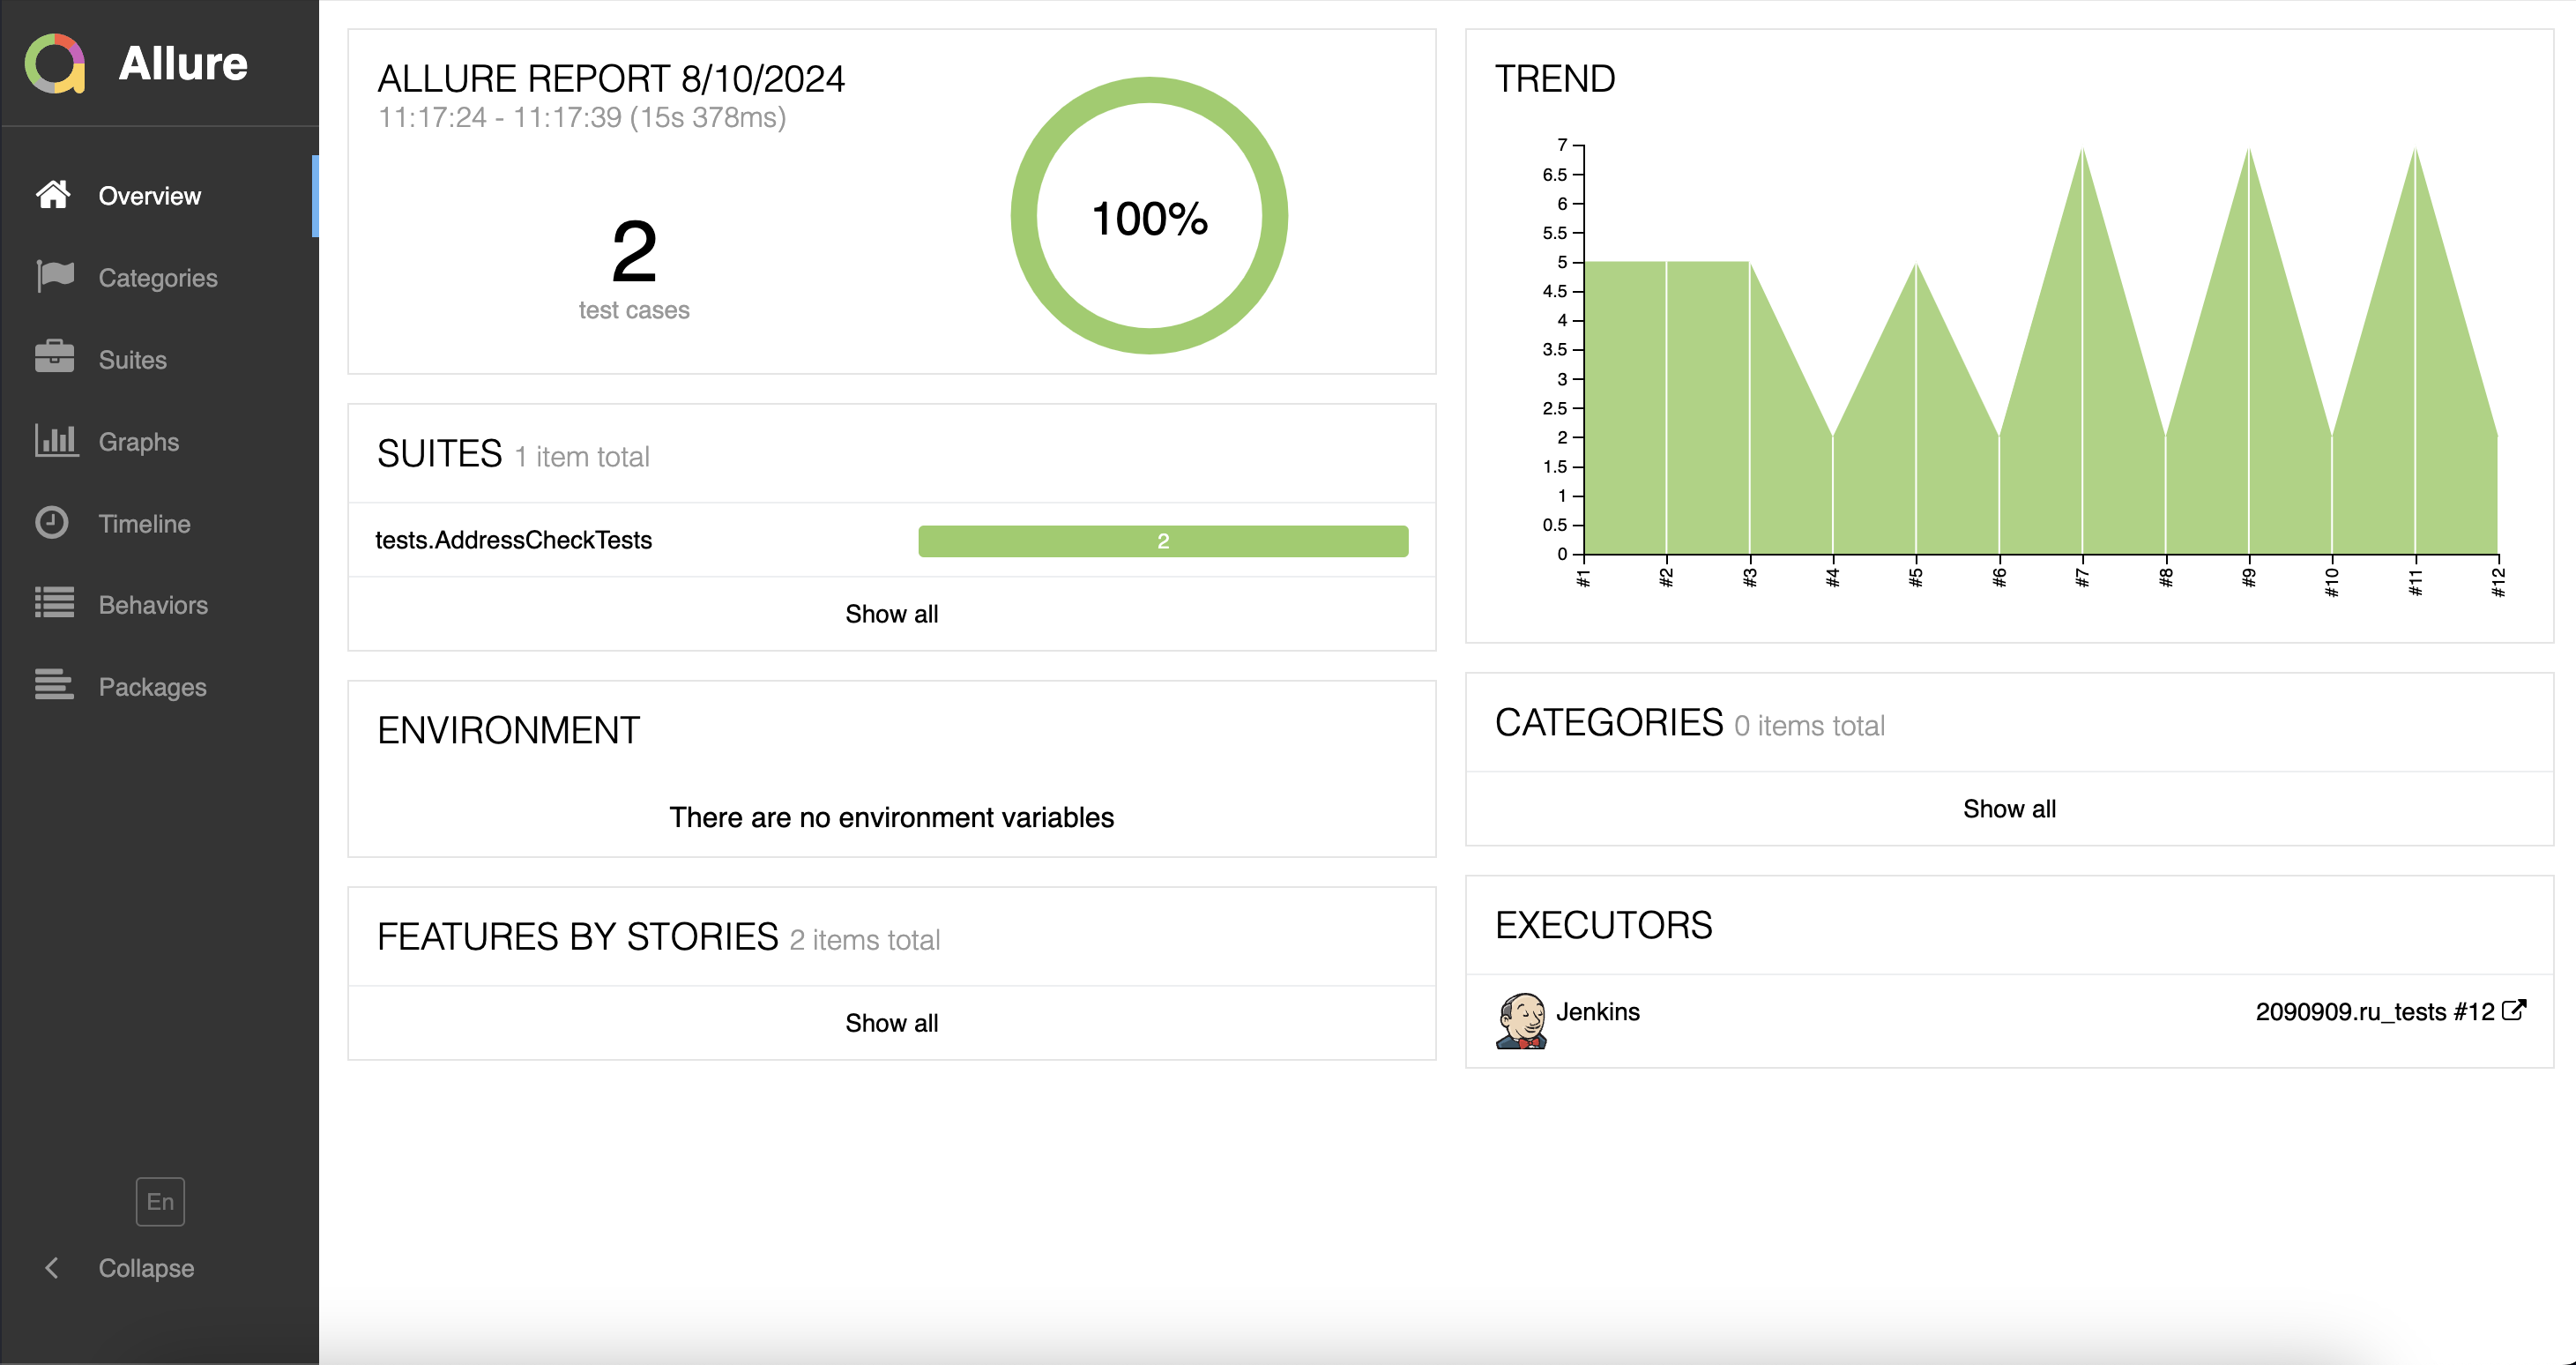 Allure
Overview
Categories
Suites
Graphs
Timeline
Behaviors
Packages
En
Collapse
ALLURE REPORT 8/10/2024
11:17:24 - 11:17:39 (15s 378ms)
2
test cases
100%
SUITES 1 item total
tests.AddressCheckTests 2
Show all
ENVIRONMENT
There are no environment variables
FEATURES BY STORIES 2 items total
Show all
TREND
7
6.5
6
5.5
5
4.5
4
3.5
3
2.5
2
1.5
1
0.5
0
#1 #2 #3 #4 #5 #6 #7 #8 #9 #10 #11 #12
CATEGORIES 0 items total
Show all
EXECUTORS
Jenkins 2090909.ru_tests #12